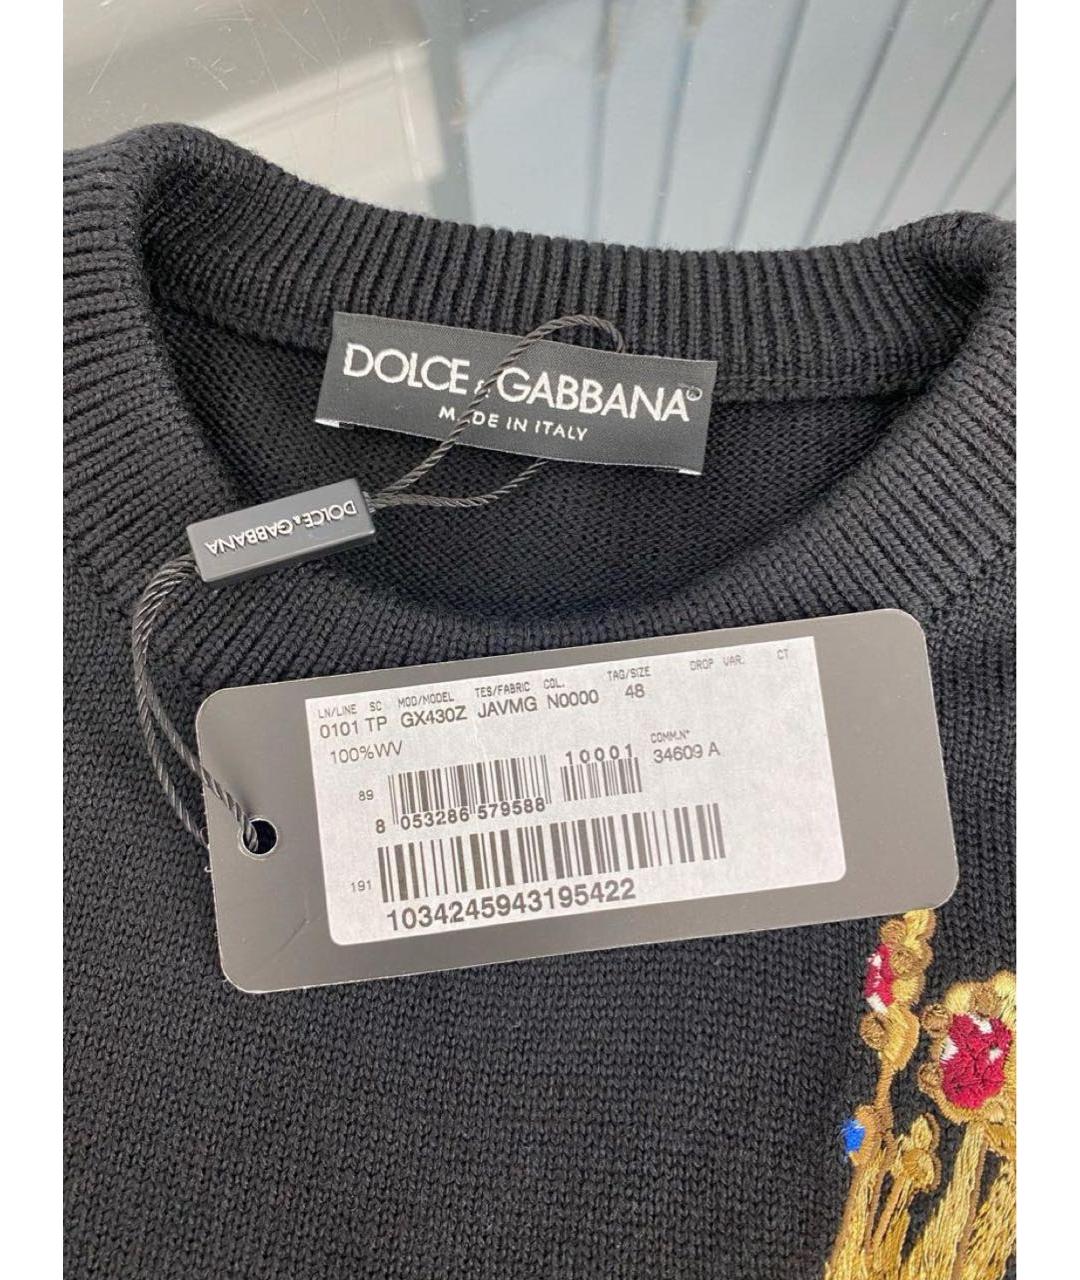 DOLCE & GABBANA®
MADE IN ITALY
DOLCE & GABBANA
LN/LINE SC MOD/MODEL TES/FABRIC COL. TAG/SIZE DROP VAR. CT
0101 TP GX430Z JAVMG N0000 48
100%WV
COMM.N°
34609 A
10001
89
8 053286 579588
191
1034245943195422